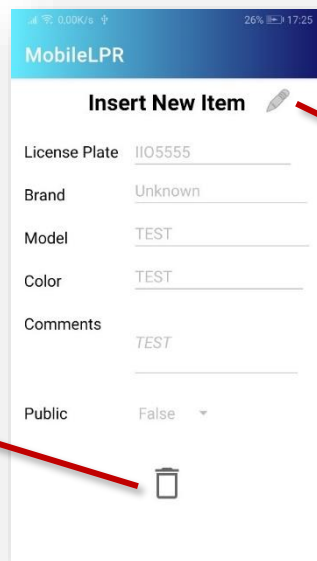 0.00K/s 26% 17:25
MobileLPR
Insert New Item
License Plate IIO5555
Brand Unknown
Model TEST
Color TEST
Comments
TEST
Public False